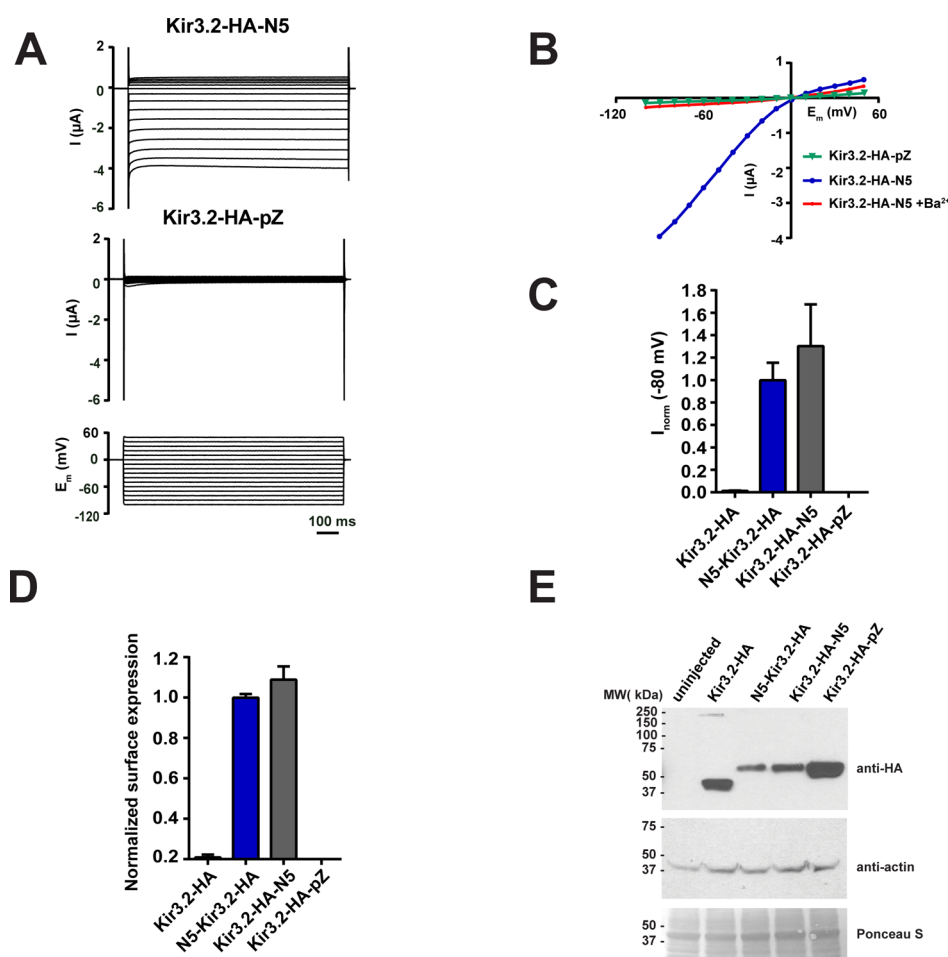 A
Kir3.2-HA-N5
2
0
-2
-4
-6
I (µA)
Kir3.2-HA-pZ
2
0
-2
-4
-6
I (µA)
60
0
-60
-120
Em (mV)
100 ms
B
1
-120
-60
60
Em (mV)
-1
-2
-3
-4
I (µA)
Kir3.2-HA-pZ
Kir3.2-HA-N5
Kir3.2-HA-N5 +Ba2+
C
1.8
1.6
1.4
1.2
1.0
0.8
0.6
0.4
0.2
0.0
Inorm (-80 mV)
Kir3.2-HA
N5-Kir3.2-HA
Kir3.2-HA-N5
Kir3.2-HA-pZ
D
1.2
1.0
0.8
0.6
0.4
0.2
Normalized surface expression
Kir3.2-HA
N5-Kir3.2-HA
Kir3.2-HA-N5
Kir3.2-HA-pZ
E
uninjected
Kir3.2-HA
N5-Kir3.2-HA
Kir3.2-HA-N5
Kir3.2-HA-pZ
MW( kDa)
250 -
150 -
100 -
75 -
50 -
37 -
anti-HA
75 -
50 -
37 -
anti-actin
50 -
37 -
Ponceau S